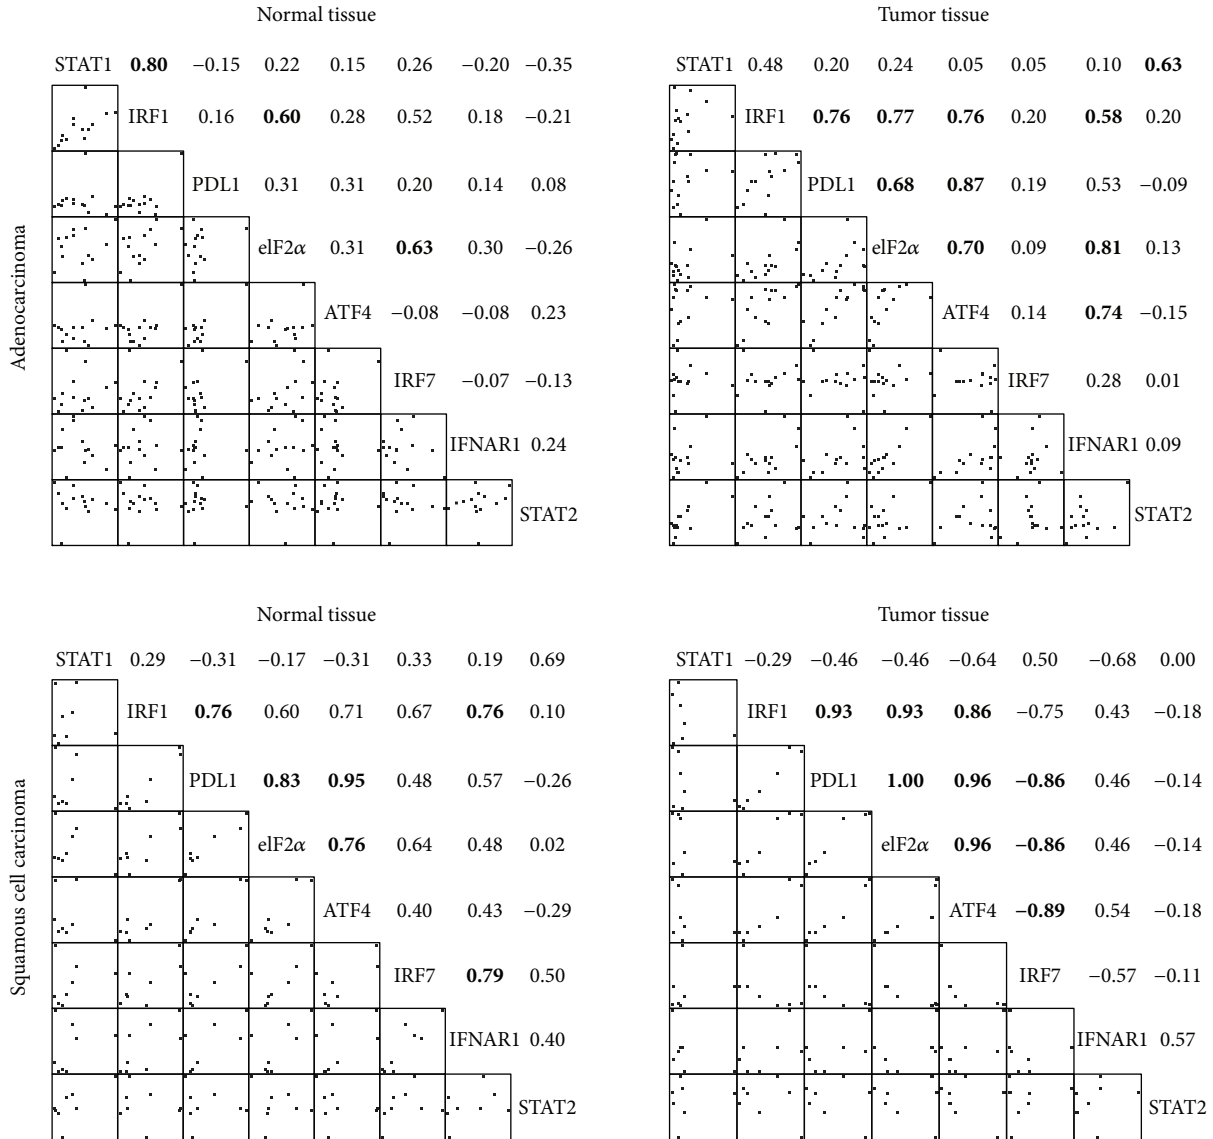 Normal tissue
STAT1 0.80 −0.15 0.22 0.15 0.26 −0.20 −0.35
IRF1 0.16 0.60 0.28 0.52 0.18 −0.21
PDL1 0.31 0.31 0.20 0.14 0.08
elF2α 0.31 0.63 0.30 −0.26
ATF4 −0.08 −0.08 0.23
IRF7 −0.07 −0.13
IFNAR1 0.24
STAT2
Adenocarcinoma
Tumor tissue
STAT1 0.48 0.20 0.24 0.05 0.05 0.10 0.63
IRF1 0.76 0.77 0.76 0.20 0.58 0.20
PDL1 0.68 0.87 0.19 0.53 −0.09
elF2α 0.70 0.09 0.81 0.13
ATF4 0.14 0.74 −0.15
IRF7 0.28 0.01
IFNAR1 0.09
STAT2
Normal tissue
STAT1 0.29 −0.31 −0.17 −0.31 0.33 0.19 0.69
IRF1 0.76 0.60 0.71 0.67 0.76 0.10
PDL1 0.83 0.95 0.48 0.57 −0.26
elF2α 0.76 0.64 0.48 0.02
ATF4 0.40 0.43 −0.29
IRF7 0.79 0.50
IFNAR1 0.40
STAT2
Squamous cell carcinoma
Tumor tissue
STAT1 −0.29 −0.46 −0.46 −0.64 0.50 −0.68 0.00
IRF1 0.93 0.93 0.86 −0.75 0.43 −0.18
PDL1 1.00 0.96 −0.86 0.46 −0.14
elF2α 0.96 −0.86 0.46 −0.14
ATF4 −0.89 0.54 −0.18
IRF7 −0.57 −0.11
IFNAR1 0.57
STAT2